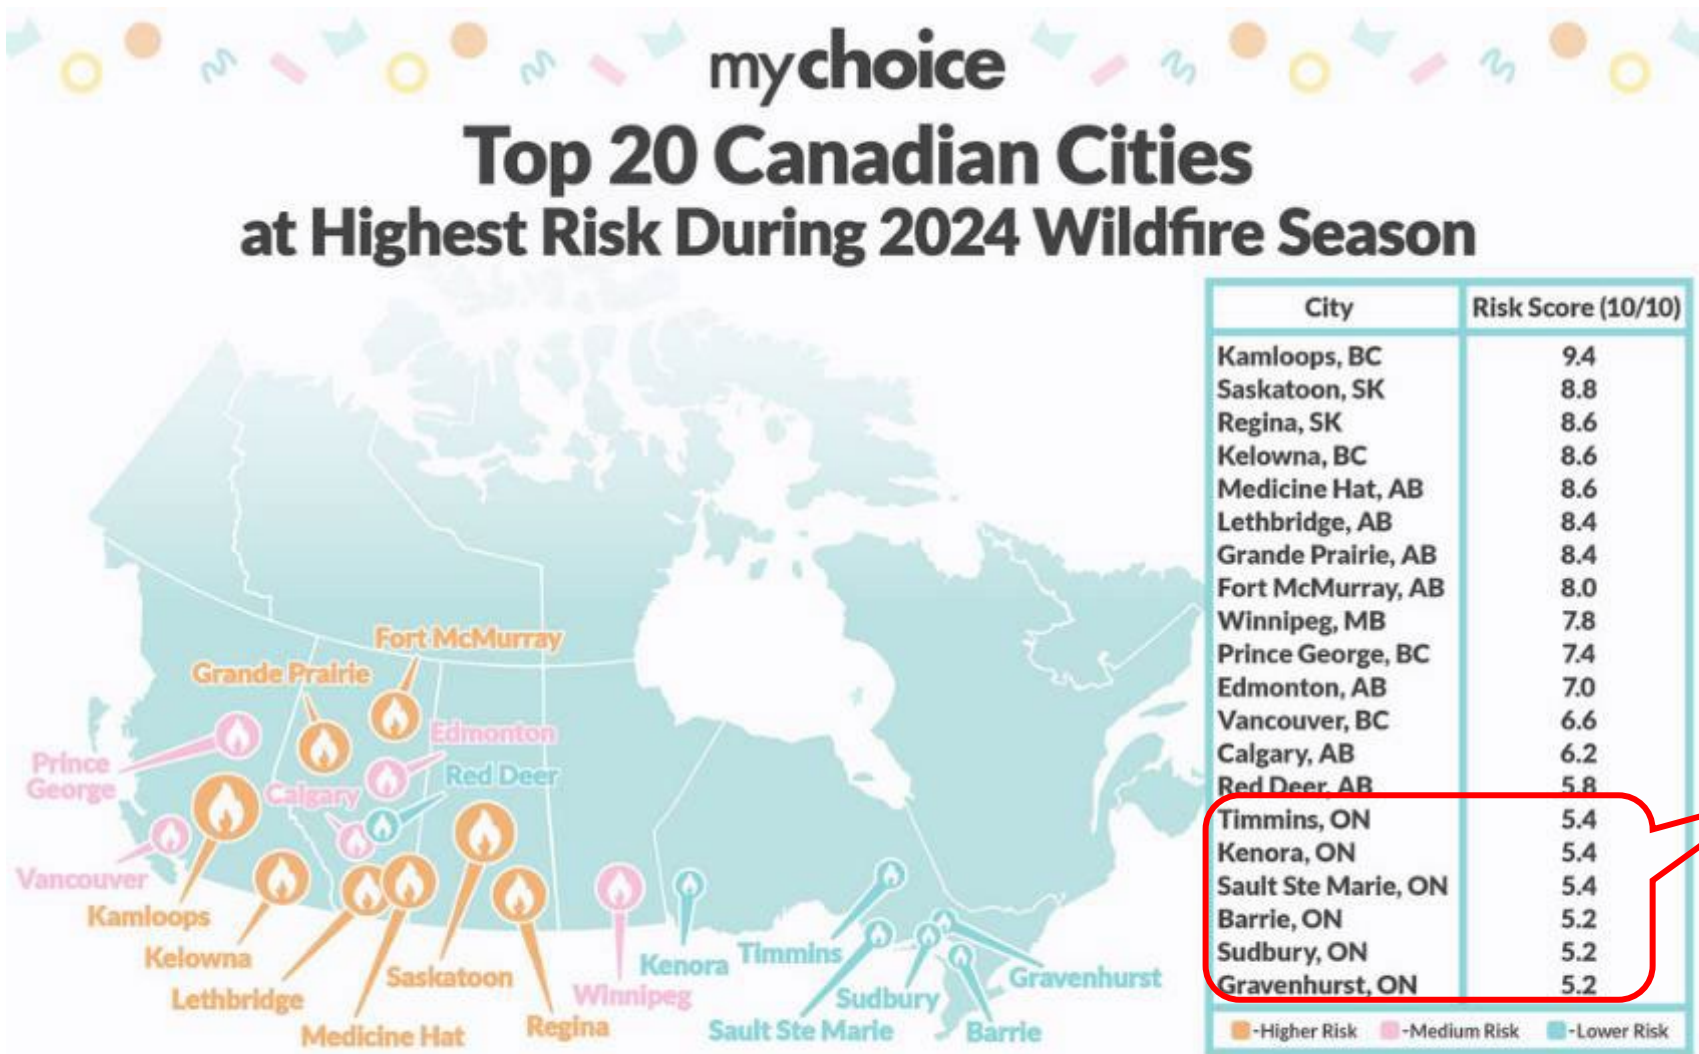 mychoice
Top 20 Canadian Cities
at Highest Risk During 2024 Wildfire Season
City Risk Score (10/10)
Kamloops, BC 9.4
Saskatoon, SK 8.8
Regina, SK 8.6
Kelowna, BC 8.6
Medicine Hat, AB 8.6
Lethbridge, AB 8.4
Grande Prairie, AB 8.4
Fort McMurray, AB 8.0
Winnipeg, MB 7.8
Prince George, BC 7.4
Edmonton, AB 7.0
Vancouver, BC 6.6
Calgary, AB 6.2
Red Deer, AB 5.8
Timmins, ON 5.4
Kenora, ON 5.4
Sault Ste Marie, ON 5.4
Barrie, ON 5.2
Sudbury, ON 5.2
Gravenhurst, ON 5.2
-Higher Risk -Medium Risk -Lower Risk
Fort McMurray
Grande Prairie
Edmonton
Prince
George
Red Deer
Calgary
Vancouver
Kamloops
Kelowna
Lethbridge
Medicine Hat
Saskatoon
Regina
Winnipeg
Kenora
Timmins
Gravenhurst
Sudbury
Sault Ste Marie
Barrie